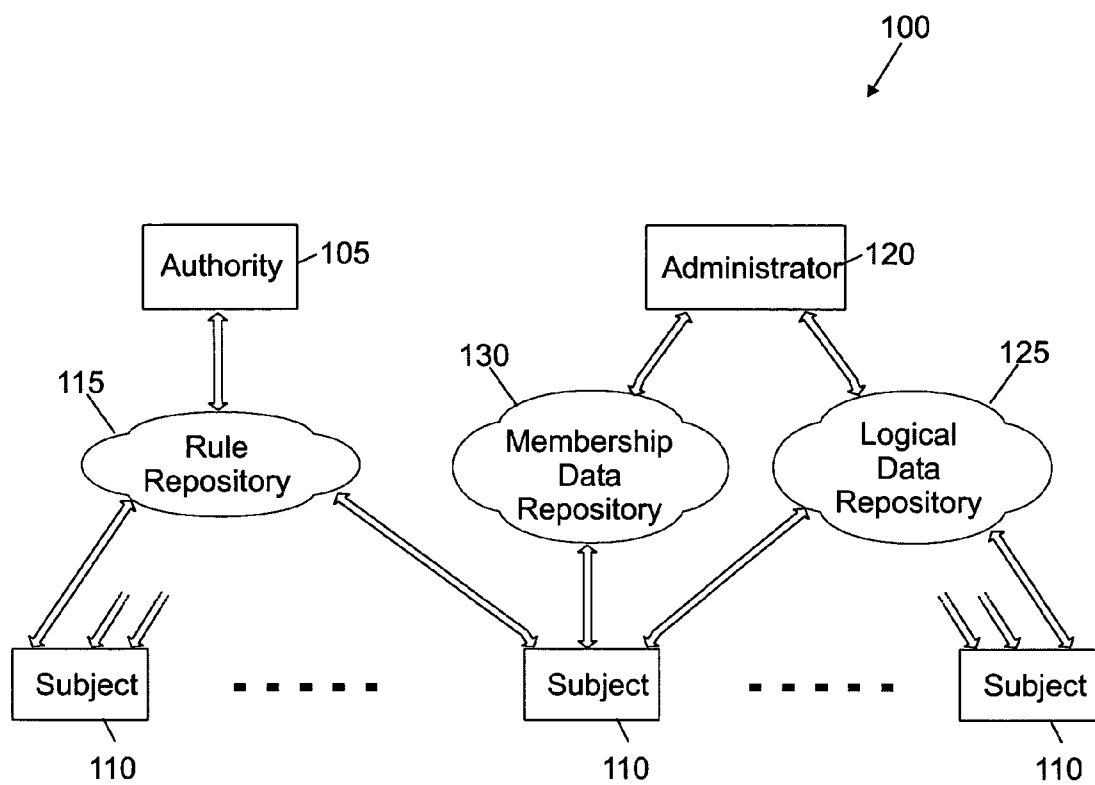 100
Authority
105
Administrator
120
115
130
125
Rule
Repository
Membership
Data
Repository
Logical
Data
Repository
Subject
Subject
Subject
110
110
110